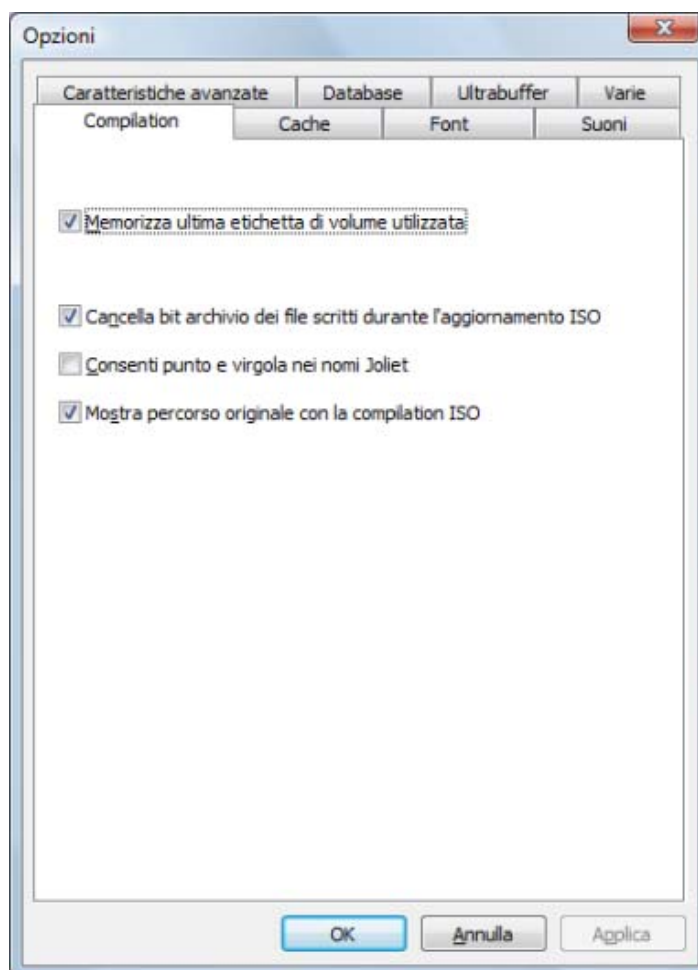 Opzioni
Caratteristiche avanzate Database Ultrabuffer Varie
Compilation Cache Font Suoni
Memorizza ultima etichetta di volume utilizzata
Cancella bit archivio dei file scritti durante l'aggiornamento ISO
Consenti punto e virgola nei nomi Joliet
Mostra percorso originale con la compilation ISO
OK Annulla Applica